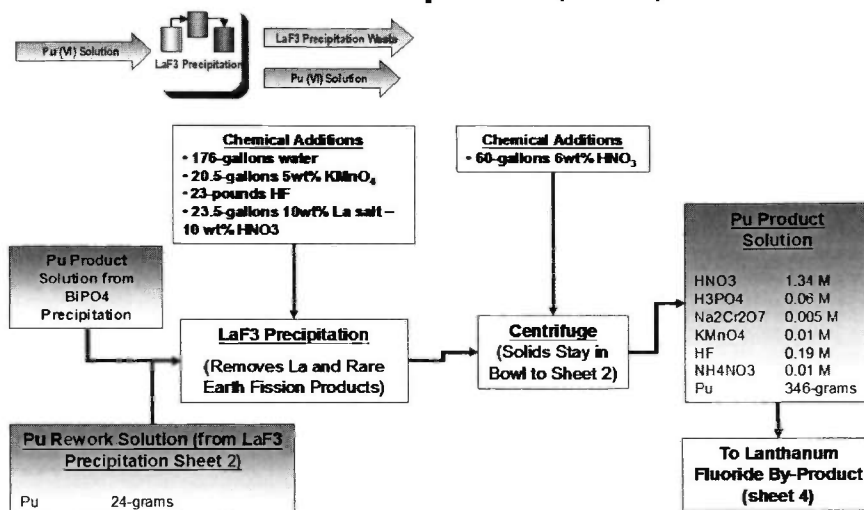 Pu (VI) Solution
LaF3 Precipitation
LaF3 Precipitation Waste
Pu (VI) Solution
Chemical Additions
• 176-gallons water
• 20.5-gallons 5wt% KMnO₄
• 23-pounds HF
• 23.5-gallons 10wt% La salt –
10 wt% HNO3
Chemical Additions
• 60-gallons 6wt% HNO₃
Pu Product
Solution from
BiPO4
Precipitation
LaF3 Precipitation
(Removes La and Rare
Earth Fission Products)
Centrifuge
(Solids Stay in
Bowl to Sheet 2)
Pu Product
Solution
HNO3 1.34 M
H3PO4 0.06 M
Na2Cr2O7 0.005 M
KMnO4 0.01 M
HF 0.19 M
NH4NO3 0.01 M
Pu 346-grams
Pu Rework Solution (from LaF3
Precipitation Sheet 2)
Pu 24-grams
To Lanthanum
Fluoride By-Product
(sheet 4)